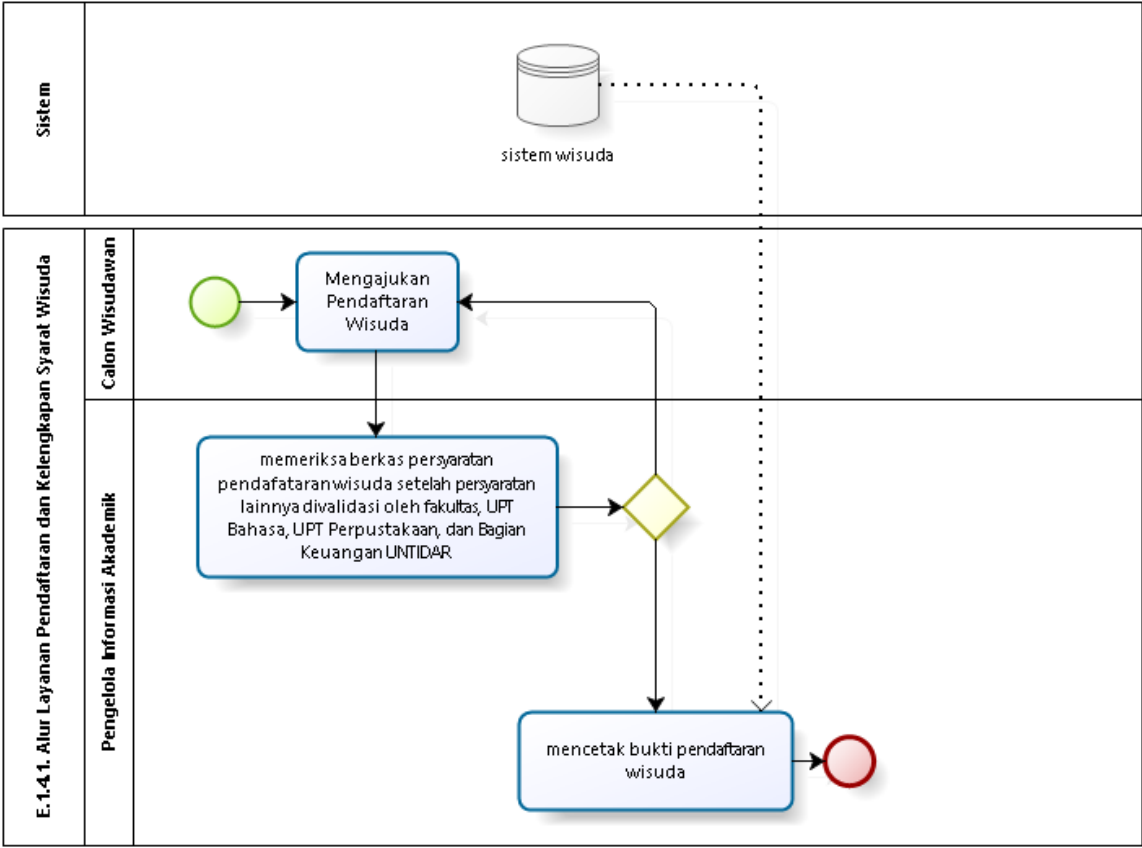 Sistem
sistem wisuda
E.1.4.1. Alur Layanan Pendaftaran dan Kelengkapan Syarat Wisuda
Calon Wisudawan
Mengajukan
Pendaftaran
Wisuda
Pengelola Informasi Akademik
memeriksa berkas persyaratan
pendafataran wisuda setelah persyaratan
lainnya divalidasi oleh fakultas, UPT
Bahasa, UPT Perpustakaan, dan Bagian
Keuangan UNTIDAR
mencetak bukti pendaftaran
wisuda